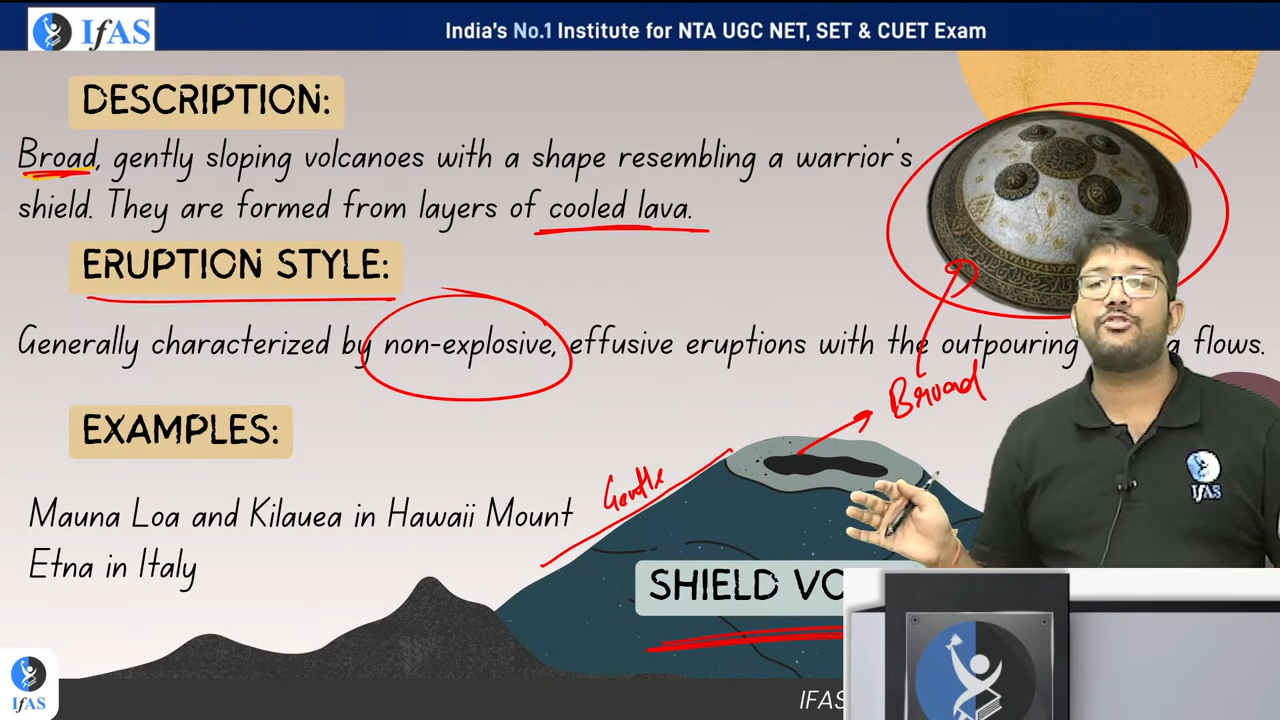 IfAS
India's No.1 Institute for NTA UGC NET, SET & CUET Exam
DESCRIPTION:
Broad, gently sloping volcanoes with a shape resembling a warrior's
shield. They are formed from layers of cooled lava.
ERUPTION STYLE:
Generally characterized by non-explosive, effusive eruptions with the outpouring flows.
Broad
EXAMPLES:
Gentle
Mauna Loa and Kilauea in Hawaii Mount
Etna in Italy
IfAS
SHIELD VO
IfAS
IFAS